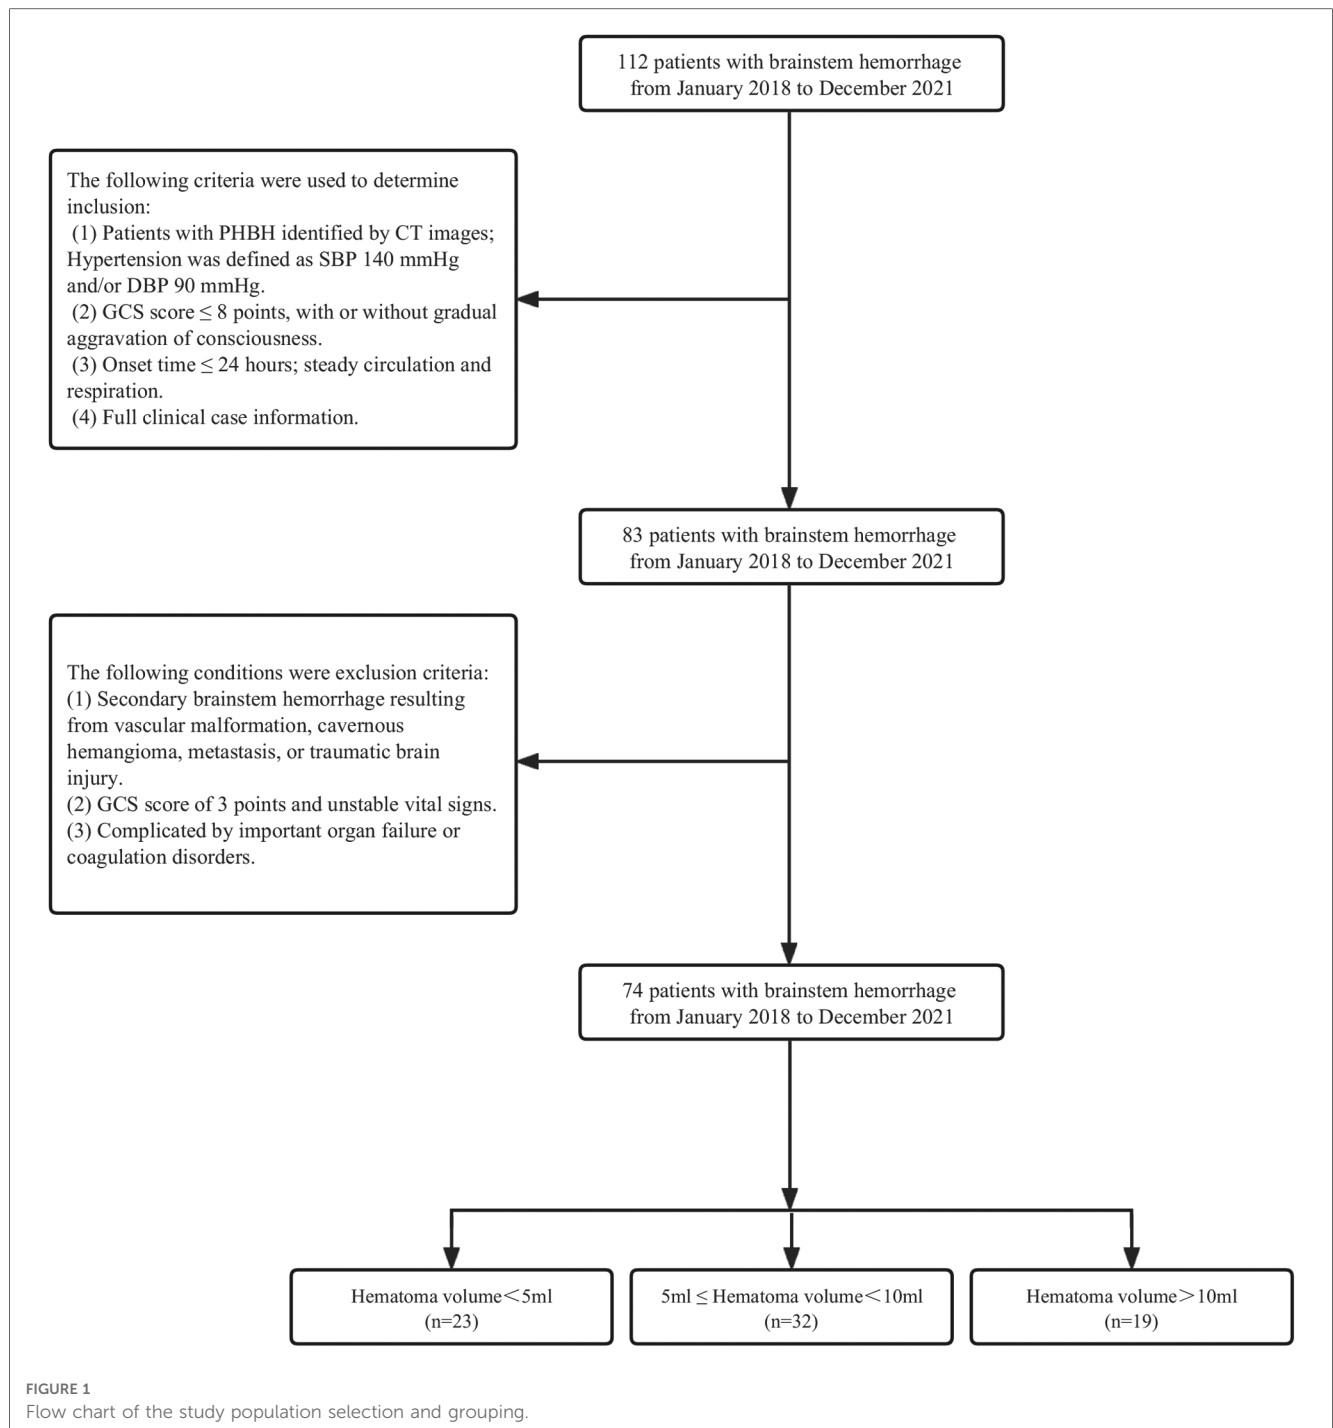 112 patients with brainstem hemorrhage
from January 2018 to December 2021
The following criteria were used to determine
inclusion:
(1) Patients with PHBH identified by CT images;
Hypertension was defined as SBP 140 mmHg
and/or DBP 90 mmHg.
(2) GCS score ≤ 8 points, with or without gradual
aggravation of consciousness.
(3) Onset time ≤ 24 hours; steady circulation and
respiration.
(4) Full clinical case information.
83 patients with brainstem hemorrhage
from January 2018 to December 2021
The following conditions were exclusion criteria:
(1) Secondary brainstem hemorrhage resulting
from vascular malformation, cavernous
hemangioma, metastasis, or traumatic brain
injury.
(2) GCS score of 3 points and unstable vital signs.
(3) Complicated by important organ failure or
coagulation disorders.
74 patients with brainstem hemorrhage
from January 2018 to December 2021
Hematoma volume<5ml
(n=23)
5ml ≤ Hematoma volume<10ml
(n=32)
Hematoma volume>10ml
(n=19)
FIGURE 1
Flow chart of the study population selection and grouping.